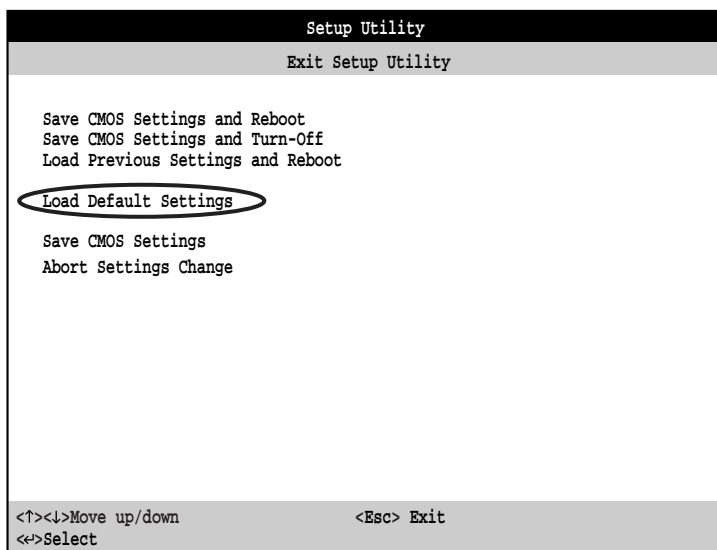 Setup Utility
Exit Setup Utility
Save CMOS Settings and Reboot
Save CMOS Settings and Turn-Off
Load Previous Settings and Reboot
Load Default Settings
Save CMOS Settings
Abort Settings Change
<↑><↓>Move up/down <Esc> Exit
<↵>Select